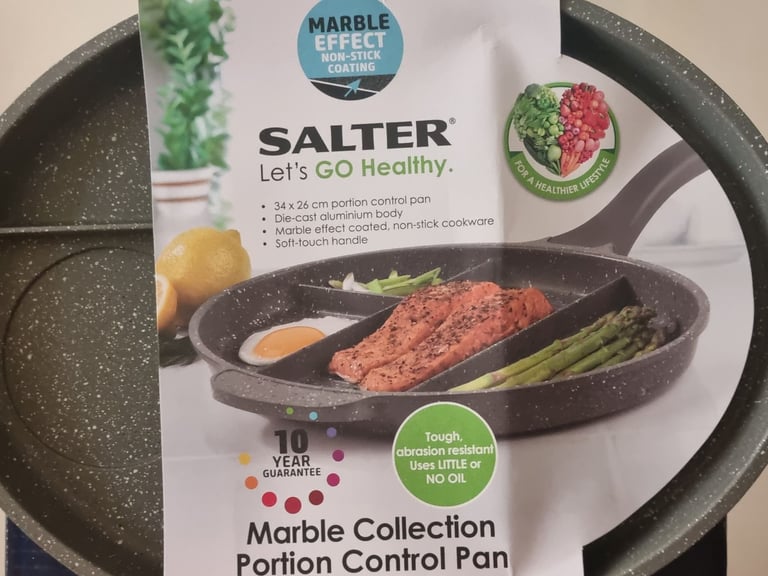 MARBLE
EFFECT
NON-STICK
COATING
SALTER®
Let's GO Healthy.
• 34 x 26 cm portion control pan
• Die-cast aluminium body
• Marble effect coated, non-stick cookware
• Soft-touch handle
FOR A HEALTHIER LIFESTYLE
10
YEAR
GUARANTEE
Tough,
abrasion resistant
Uses LITTLE or
NO OIL
Marble Collection
Portion Control Pan